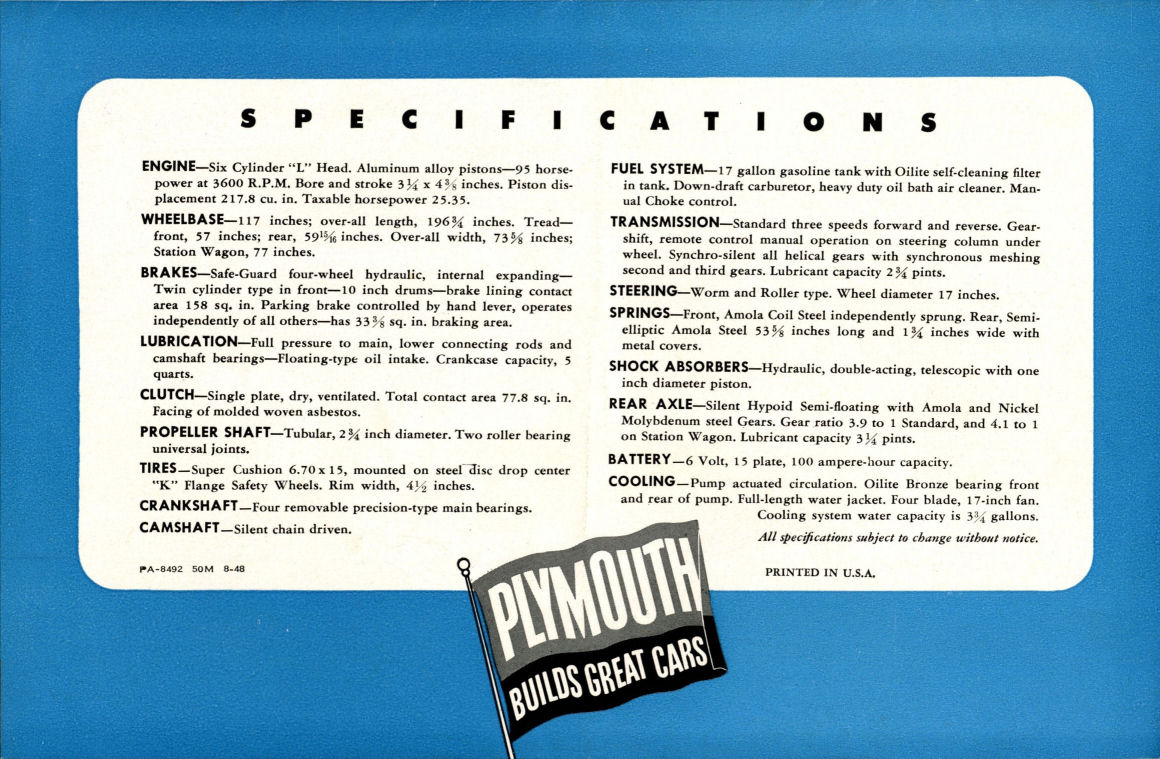 SPECIFICATIONS
ENGINE—Six Cylinder “L” Head. Aluminum alloy pistons—95 horse-
power at 3600 R.P.M. Bore and stroke 3¼ x 4⅜ inches. Piston dis-
placement 217.8 cu. in. Taxable horsepower 25.35.
WHEELBASE—117 inches; over-all length, 196¾ inches. Tread—
front, 57 inches; rear, 59 15/16 inches. Over-all width, 73⅝ inches;
Station Wagon, 77 inches.
BRAKES—Safe-Guard four-wheel hydraulic, internal expanding—
Twin cylinder type in front—10 inch drums—brake lining contact
area 158 sq. in. Parking brake controlled by hand lever, operates
independently of all others—has 33⅜ sq. in. braking area.
LUBRICATION—Full pressure to main, lower connecting rods and
camshaft bearings—Floating-type oil intake. Crankcase capacity, 5
quarts.
CLUTCH—Single plate, dry, ventilated. Total contact area 77.8 sq. in.
Facing of molded woven asbestos.
PROPELLER SHAFT—Tubular, 2¾ inch diameter. Two roller bearing
universal joints.
TIRES—Super Cushion 6.70 x 15, mounted on steel disc drop center
“K” Flange Safety Wheels. Rim width, 4½ inches.
CRANKSHAFT—Four removable precision-type main bearings.
CAMSHAFT—Silent chain driven.
PA-8492 50M 8-48
FUEL SYSTEM—17 gallon gasoline tank with Oilite self-cleaning filter
in tank. Down-draft carburetor, heavy duty oil bath air cleaner. Man-
ual Choke control.
TRANSMISSION—Standard three speeds forward and reverse. Gear-
shift, remote control manual operation on steering column under
wheel. Synchro-silent all helical gears with synchronous meshing
second and third gears. Lubricant capacity 2¾ pints.
STEERING—Worm and Roller type. Wheel diameter 17 inches.
SPRINGS—Front, Amola Coil Steel independently sprung. Rear, Semi-
elliptic Amola Steel 53⅝ inches long and 1¾ inches wide with
metal covers.
SHOCK ABSORBERS—Hydraulic, double-acting, telescopic with one
inch diameter piston.
REAR AXLE—Silent Hypoid Semi-floating with Amola and Nickel
Molybdenum steel Gears. Gear ratio 3.9 to 1 Standard, and 4.1 to 1
on Station Wagon. Lubricant capacity 3¼ pints.
BATTERY—6 Volt, 15 plate, 100 ampere-hour capacity.
COOLING—Pump actuated circulation. Oilite Bronze bearing front
and rear of pump. Full-length water jacket. Four blade, 17-inch fan.
Cooling system water capacity is 3¾ gallons.
All specifications subject to change without notice.
PRINTED IN U.S.A.
PLYMOUTH
BUILDS GREAT CARS